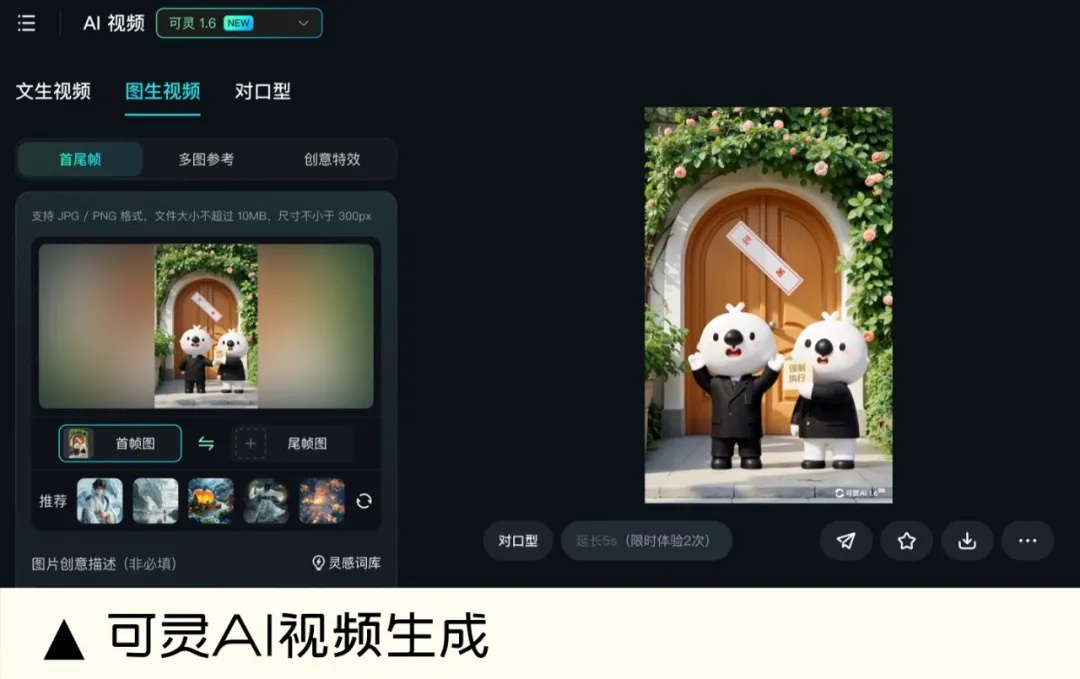 AI 视频
可灵 1.6 NEW
文生视频 图生视频 对口型
首尾帧 多图参考 创意特效
支持 JPG / PNG 格式，文件大小不超过 10MB，尺寸不小于 300px
首帧图 尾帧图
推荐
图片创意描述（非必填） 灵感词库
封
强制
执行
可灵 AI 1.6
对口型 延长5s（限时体验2次）
▲ 可灵AI视频生成